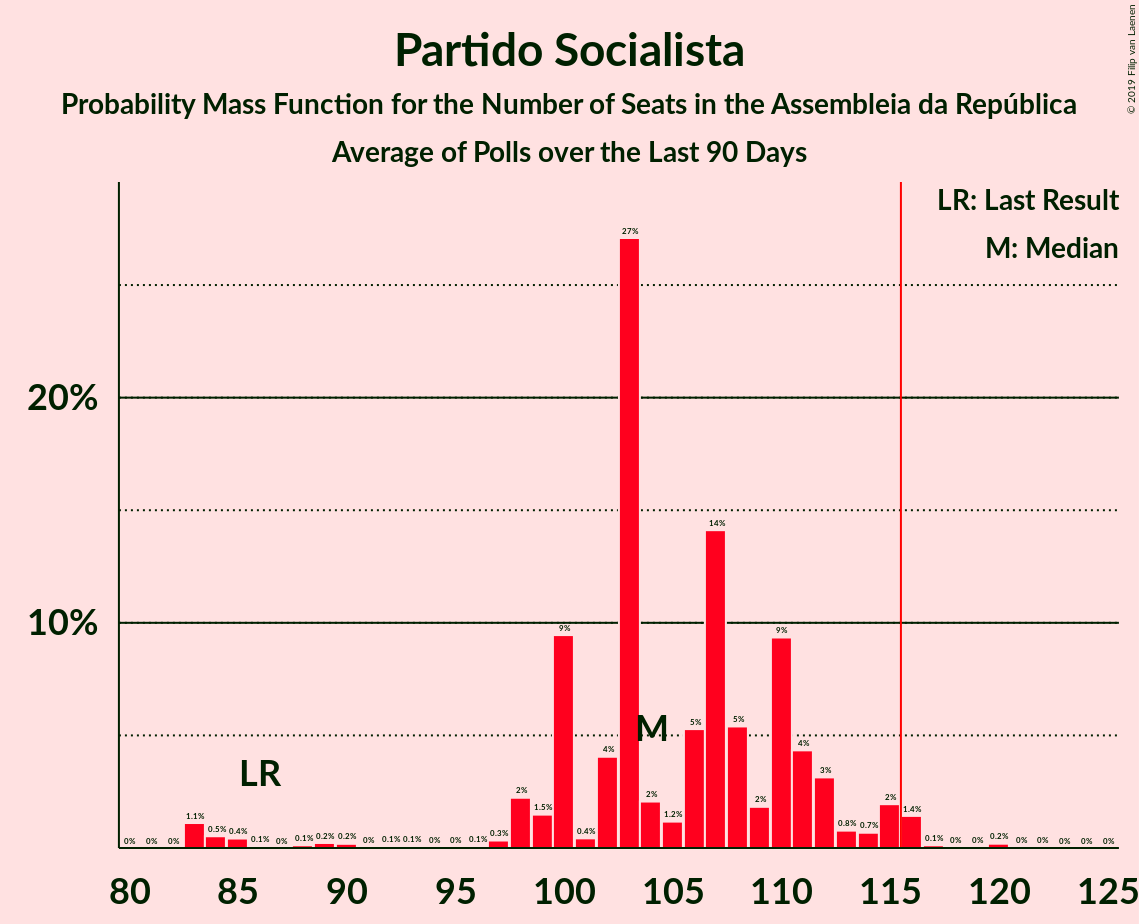 Partido Socialista
Probability Mass Function for the Number of Seats in the Assembleia da República
Average of Polls over the Last 90 Days
© 2019 Filip van Laenen
LR: Last Result
M: Median
20%
10%
LR
M
0% 0% 0% 1.1% 0.5% 0.4% 0.1% 0% 0.1% 0.2% 0.2% 0% 0.1% 0.1% 0% 0% 0.1% 0.3% 2% 1.5% 9% 0.4% 4% 27% 2% 1.2% 5% 14% 5% 2% 9% 4% 3% 0.8% 0.7% 2% 1.4% 0.1% 0% 0% 0.2% 0% 0% 0% 0% 0%
80 85 90 95 100 105 110 115 120 125